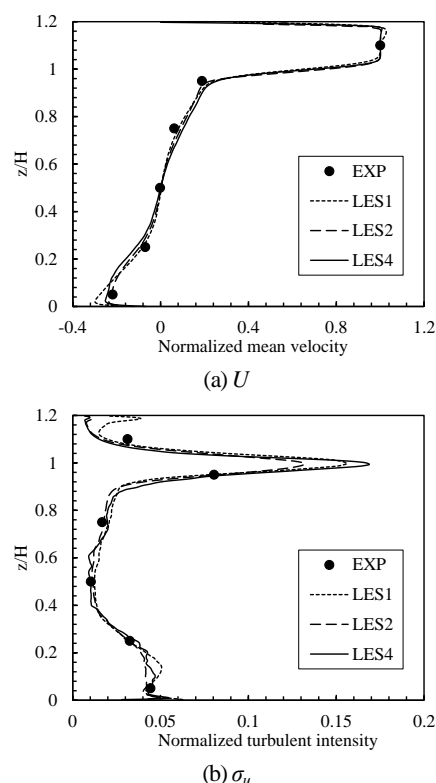 1.2
1
0.8
0.6
0.4
0.2
0
z/H
EXP
LES1
LES2
LES4
-0.4 0 0.4 0.8 1.2
Normalized mean velocity
(a) U
1.2
1
0.8
0.6
0.4
0.2
0
z/H
EXP
LES1
LES2
LES4
0 0.05 0.1 0.15 0.2
Normalized turbulent intensity
(b) σu